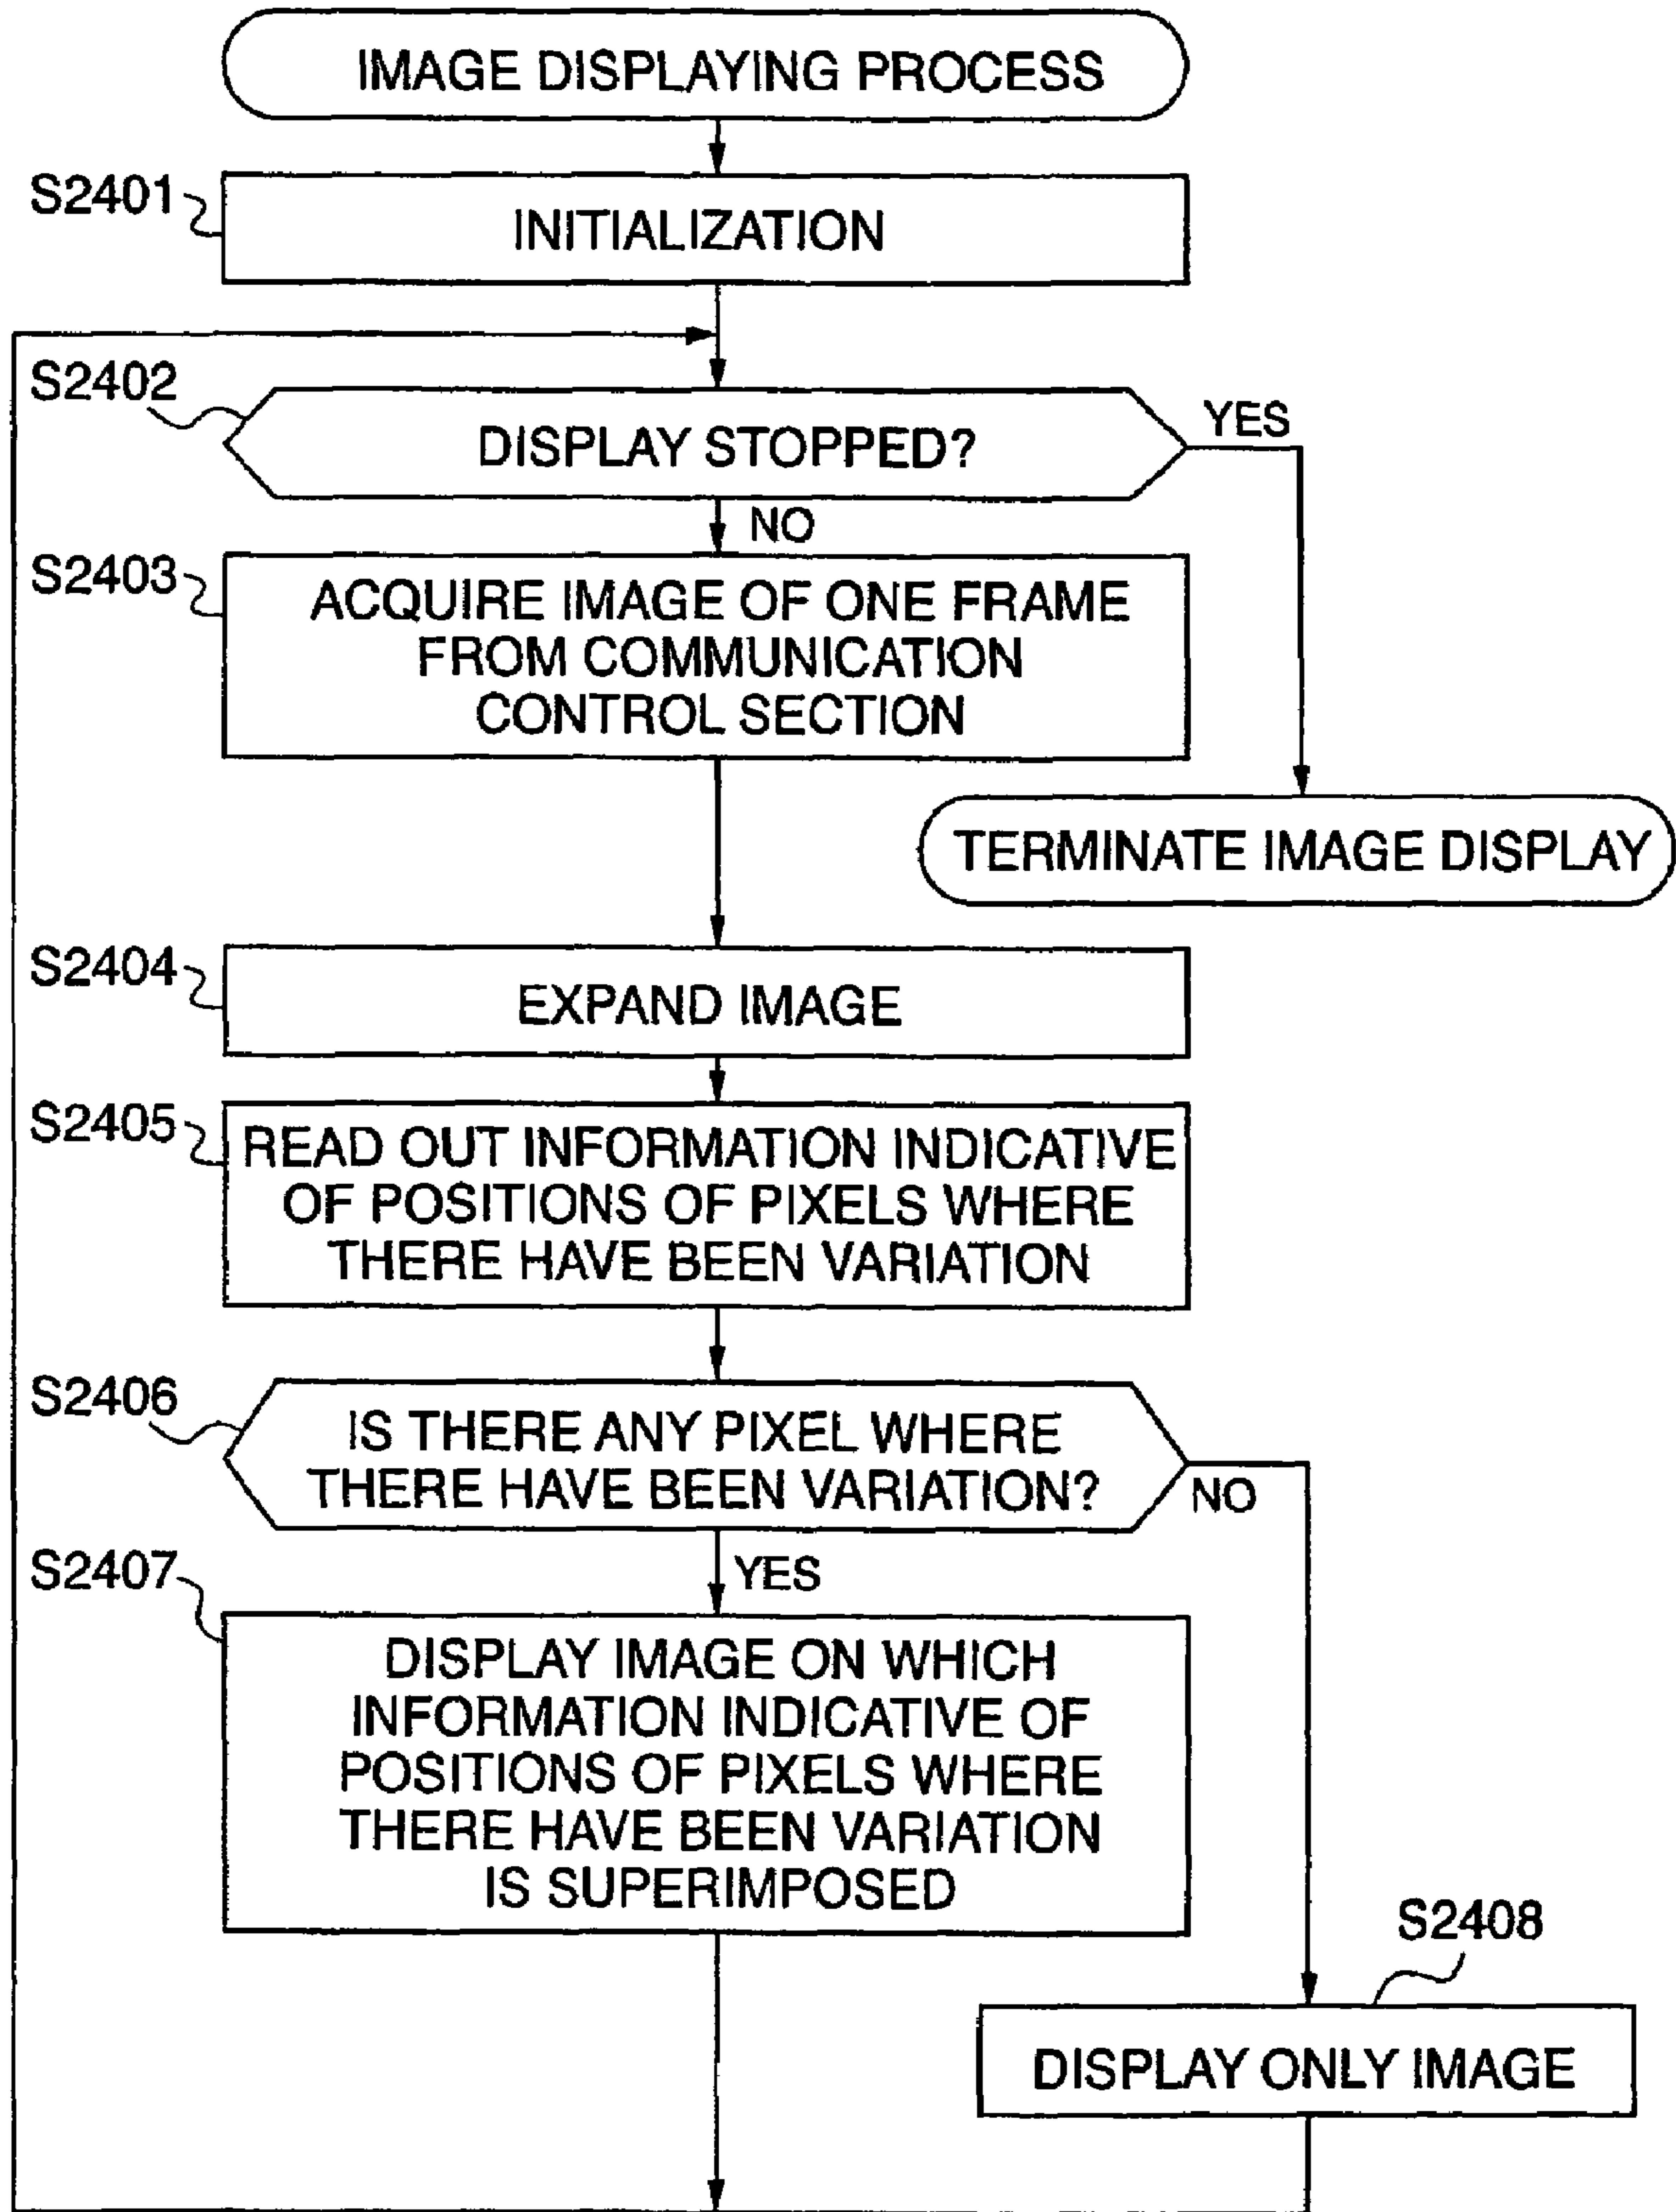 IMAGE DISPLAYING PROCESS
S2401
INITIALIZATION
S2402
DISPLAY STOPPED?
YES
NO
S2403
ACQUIRE IMAGE OF ONE FRAME
FROM COMMUNICATION
CONTROL SECTION
TERMINATE IMAGE DISPLAY
S2404
EXPAND IMAGE
S2405
READ OUT INFORMATION INDICATIVE
OF POSITIONS OF PIXELS WHERE
THERE HAVE BEEN VARIATION
S2406
IS THERE ANY PIXEL WHERE
THERE HAVE BEEN VARIATION?
NO
YES
S2407
DISPLAY IMAGE ON WHICH
INFORMATION INDICATIVE OF
POSITIONS OF PIXELS WHERE
THERE HAVE BEEN VARIATION
IS SUPERIMPOSED
S2408
DISPLAY ONLY IMAGE